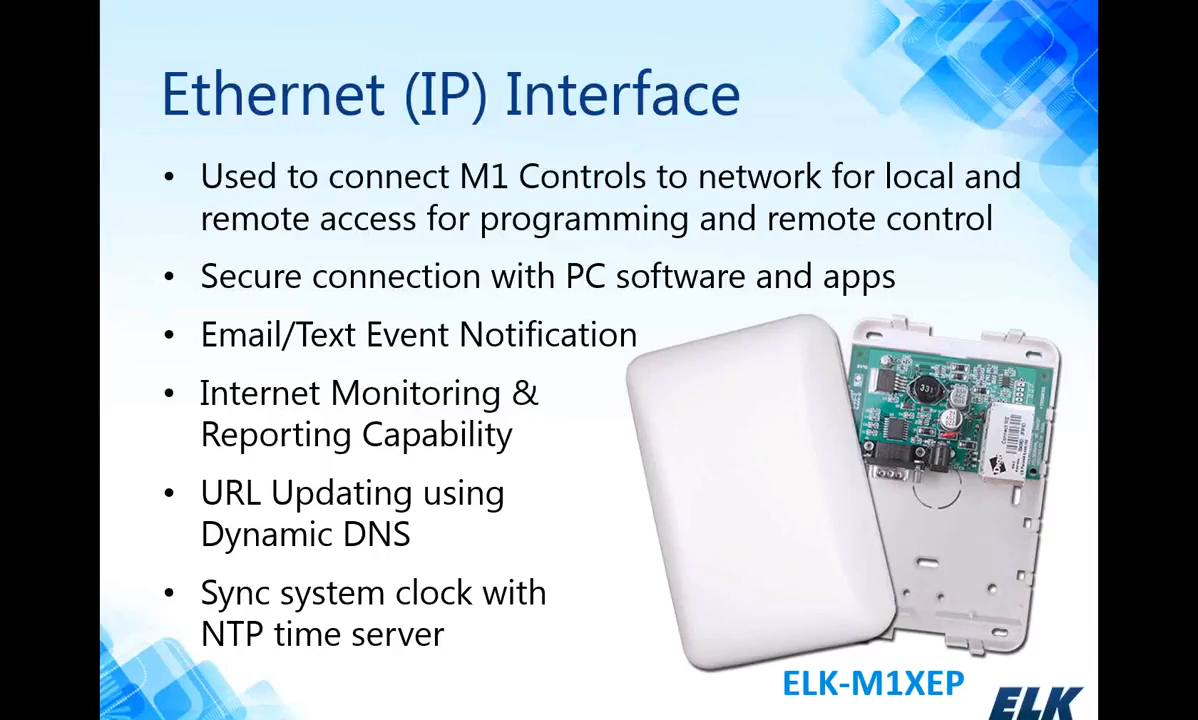 Ethernet (IP) Interface
• Used to connect M1 Controls to network for local and
remote access for programming and remote control
• Secure connection with PC software and apps
• Email/Text Event Notification
• Internet Monitoring &
Reporting Capability
• URL Updating using
Dynamic DNS
• Sync system clock with
NTP time server
331
ELK-M1XEP
ELK